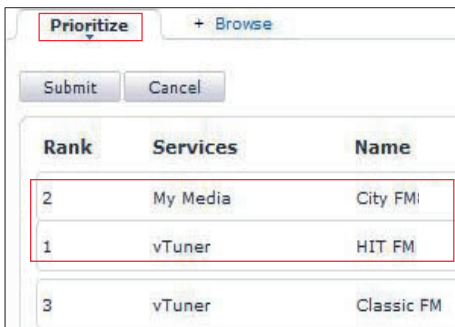 Prioritize + Browse
Submit Cancel
Rank Services Name
2 My Media City FM
1 vTuner HIT FM
3 vTuner Classic FM